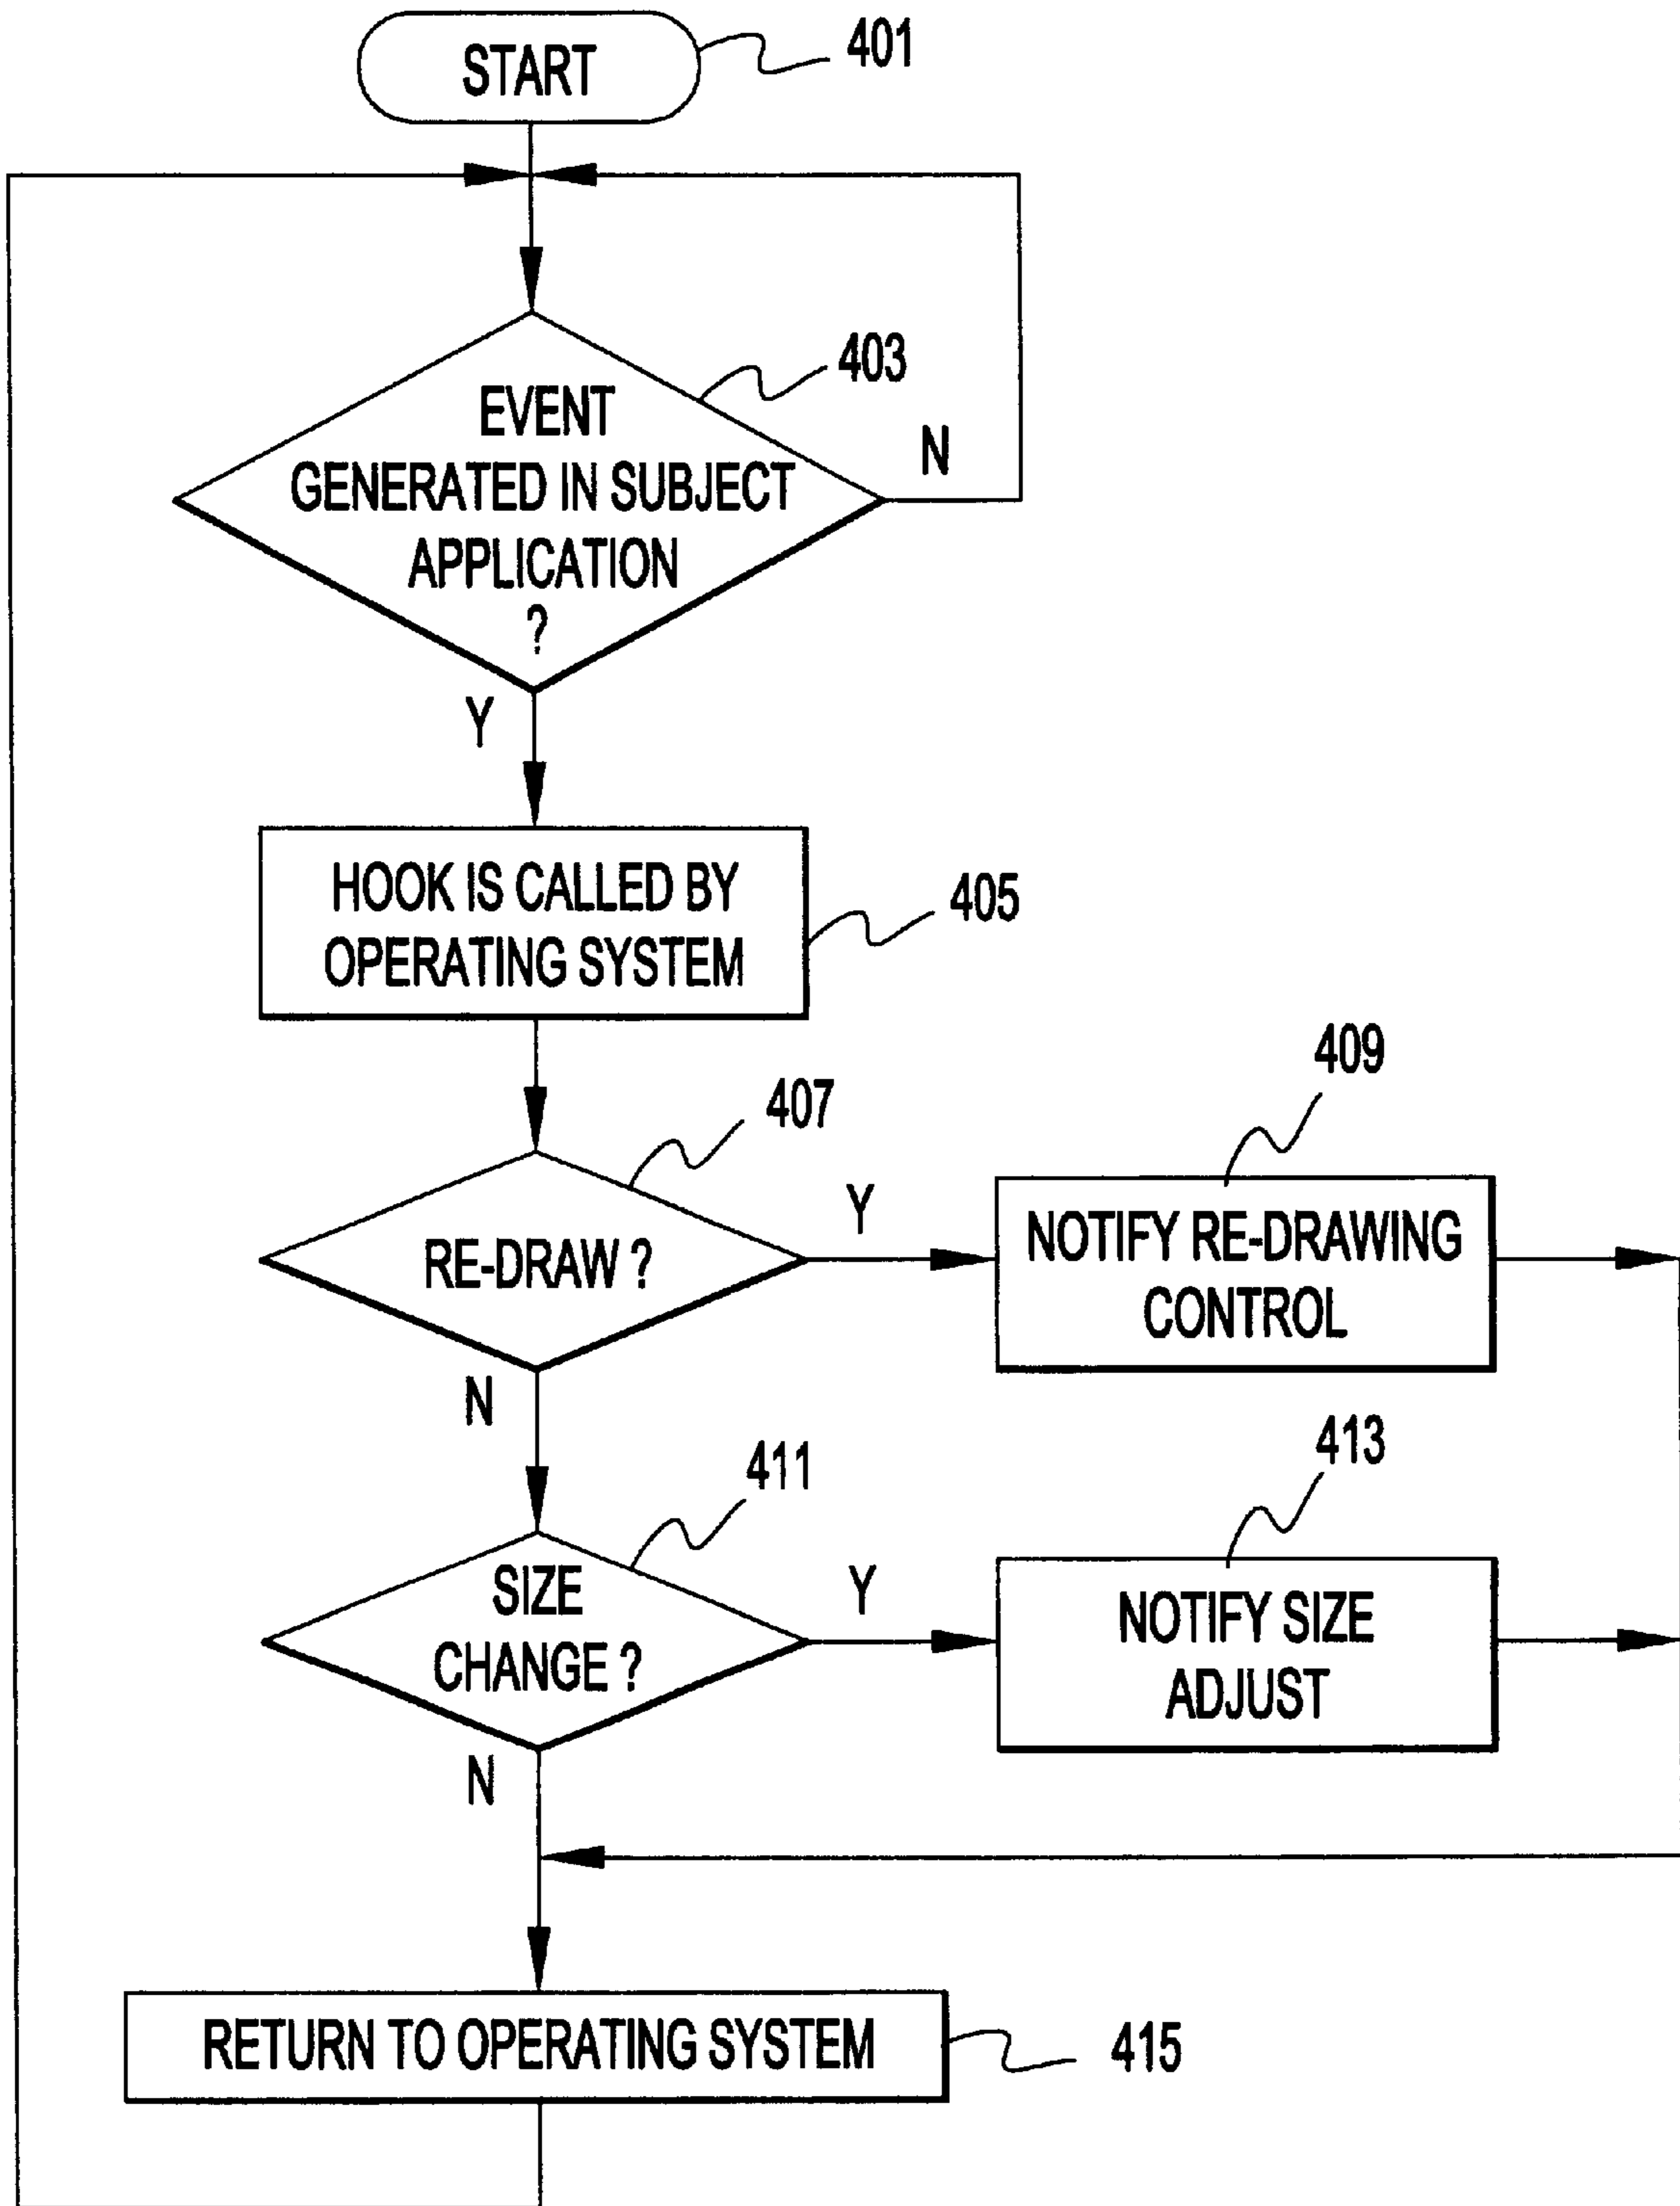 START
401
403
EVENT
GENERATED IN SUBJECT
APPLICATION
?
N
Y
HOOK IS CALLED BY
OPERATING SYSTEM
405
407
409
RE-DRAW ?
Y
NOTIFY RE-DRAWING
CONTROL
N
411
413
SIZE
CHANGE ?
Y
NOTIFY SIZE
ADJUST
N
RETURN TO OPERATING SYSTEM
415